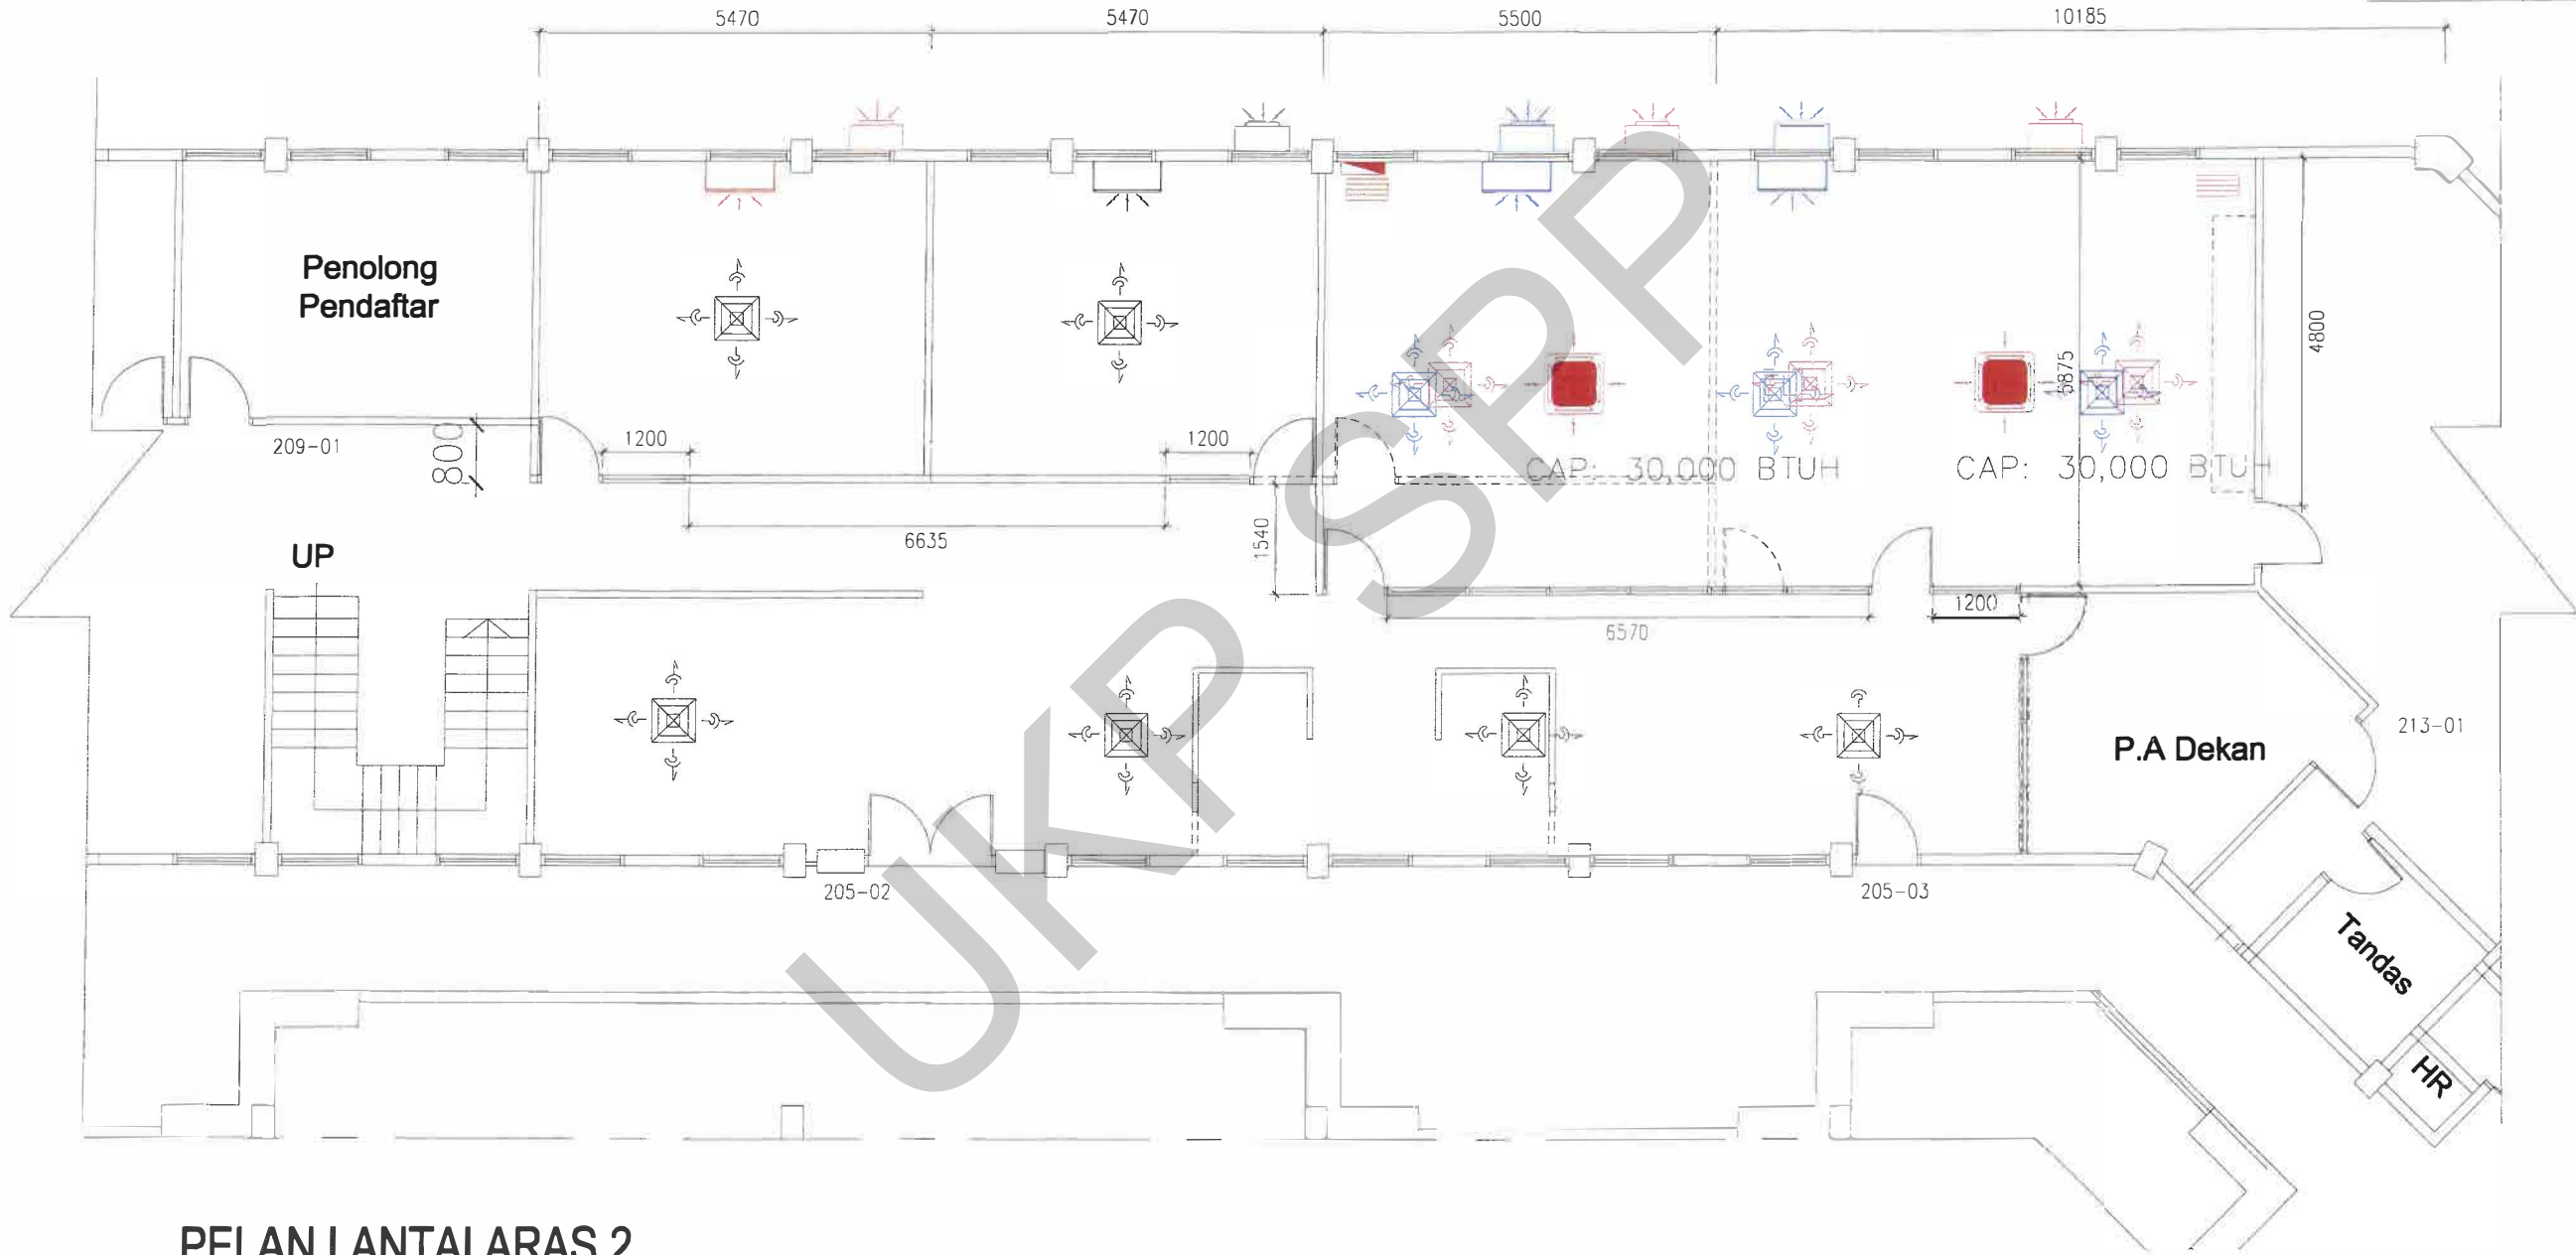 5470
5470
5500
10185
Penolong
Pendaftar
4800
209-01
800
1200
1200
CAP: 30,000 BTUH
CAP: 30,000 BTUH
6635
1540
UP
1200
6570
213-01
P.A Dekan
205-02
205-03
Tandas
HR
UKP SPP
PELAN LANTAI ARAS 2